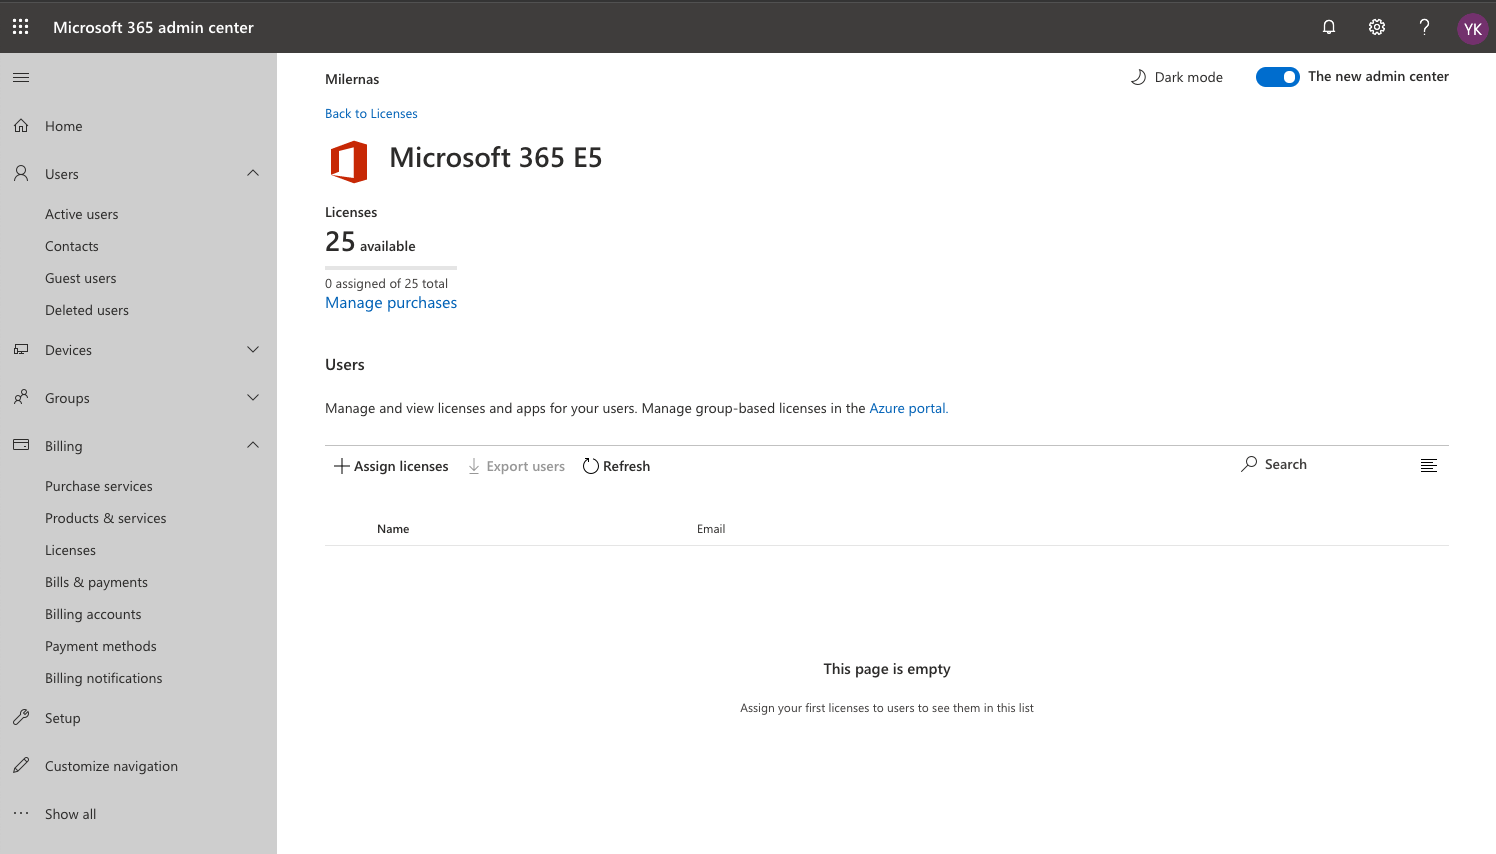 Microsoft 365 admin center
YK
Home
Users
Active users
Contacts
Guest users
Deleted users
Devices
Groups
Billing
Purchase services
Products & services
Licenses
Bills & payments
Billing accounts
Payment methods
Billing notifications
Setup
Customize navigation
Show all
Milernas
Dark mode
The new admin center
Back to Licenses
Microsoft 365 E5
Licenses
25 available
0 assigned of 25 total
Manage purchases
Users
Manage and view licenses and apps for your users. Manage group-based licenses in the Azure portal.
Assign licenses
Export users
Refresh
Search
Name
Email
This page is empty
Assign your first licenses to users to see them in this list